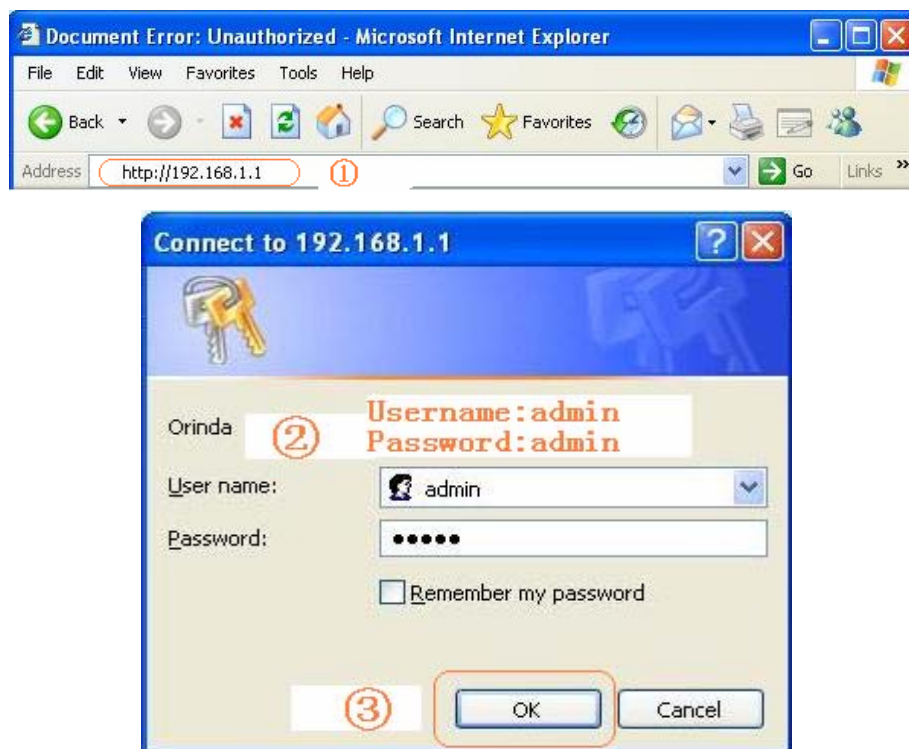 Document Error: Unauthorized - Microsoft Internet Explorer
File Edit View Favorites Tools Help
Back Search Favorites
Address http://192.168.1.1 ① Go Links »
Connect to 192.168.1.1
Orinda ② Username:admin
Password:admin
User name: admin
Password: •••••
Remember my password
③ OK Cancel